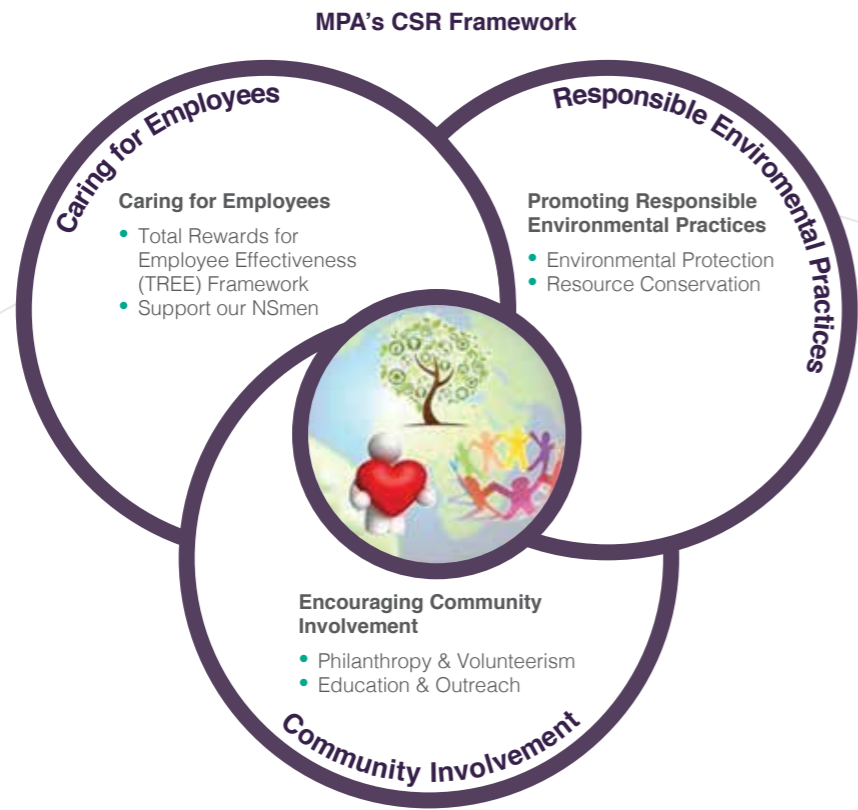 MPA's CSR Framework
Caring for Employees
Caring for Employees
• Total Rewards for
Employee Effectiveness
(TREE) Framework
• Support our NSmen
Responsible Enviromental Practices
Promoting Responsible
Environmental Practices
• Environmental Protection
• Resource Conservation
Encouraging Community
Involvement
• Philanthropy & Volunteerism
• Education & Outreach
Community Involvement